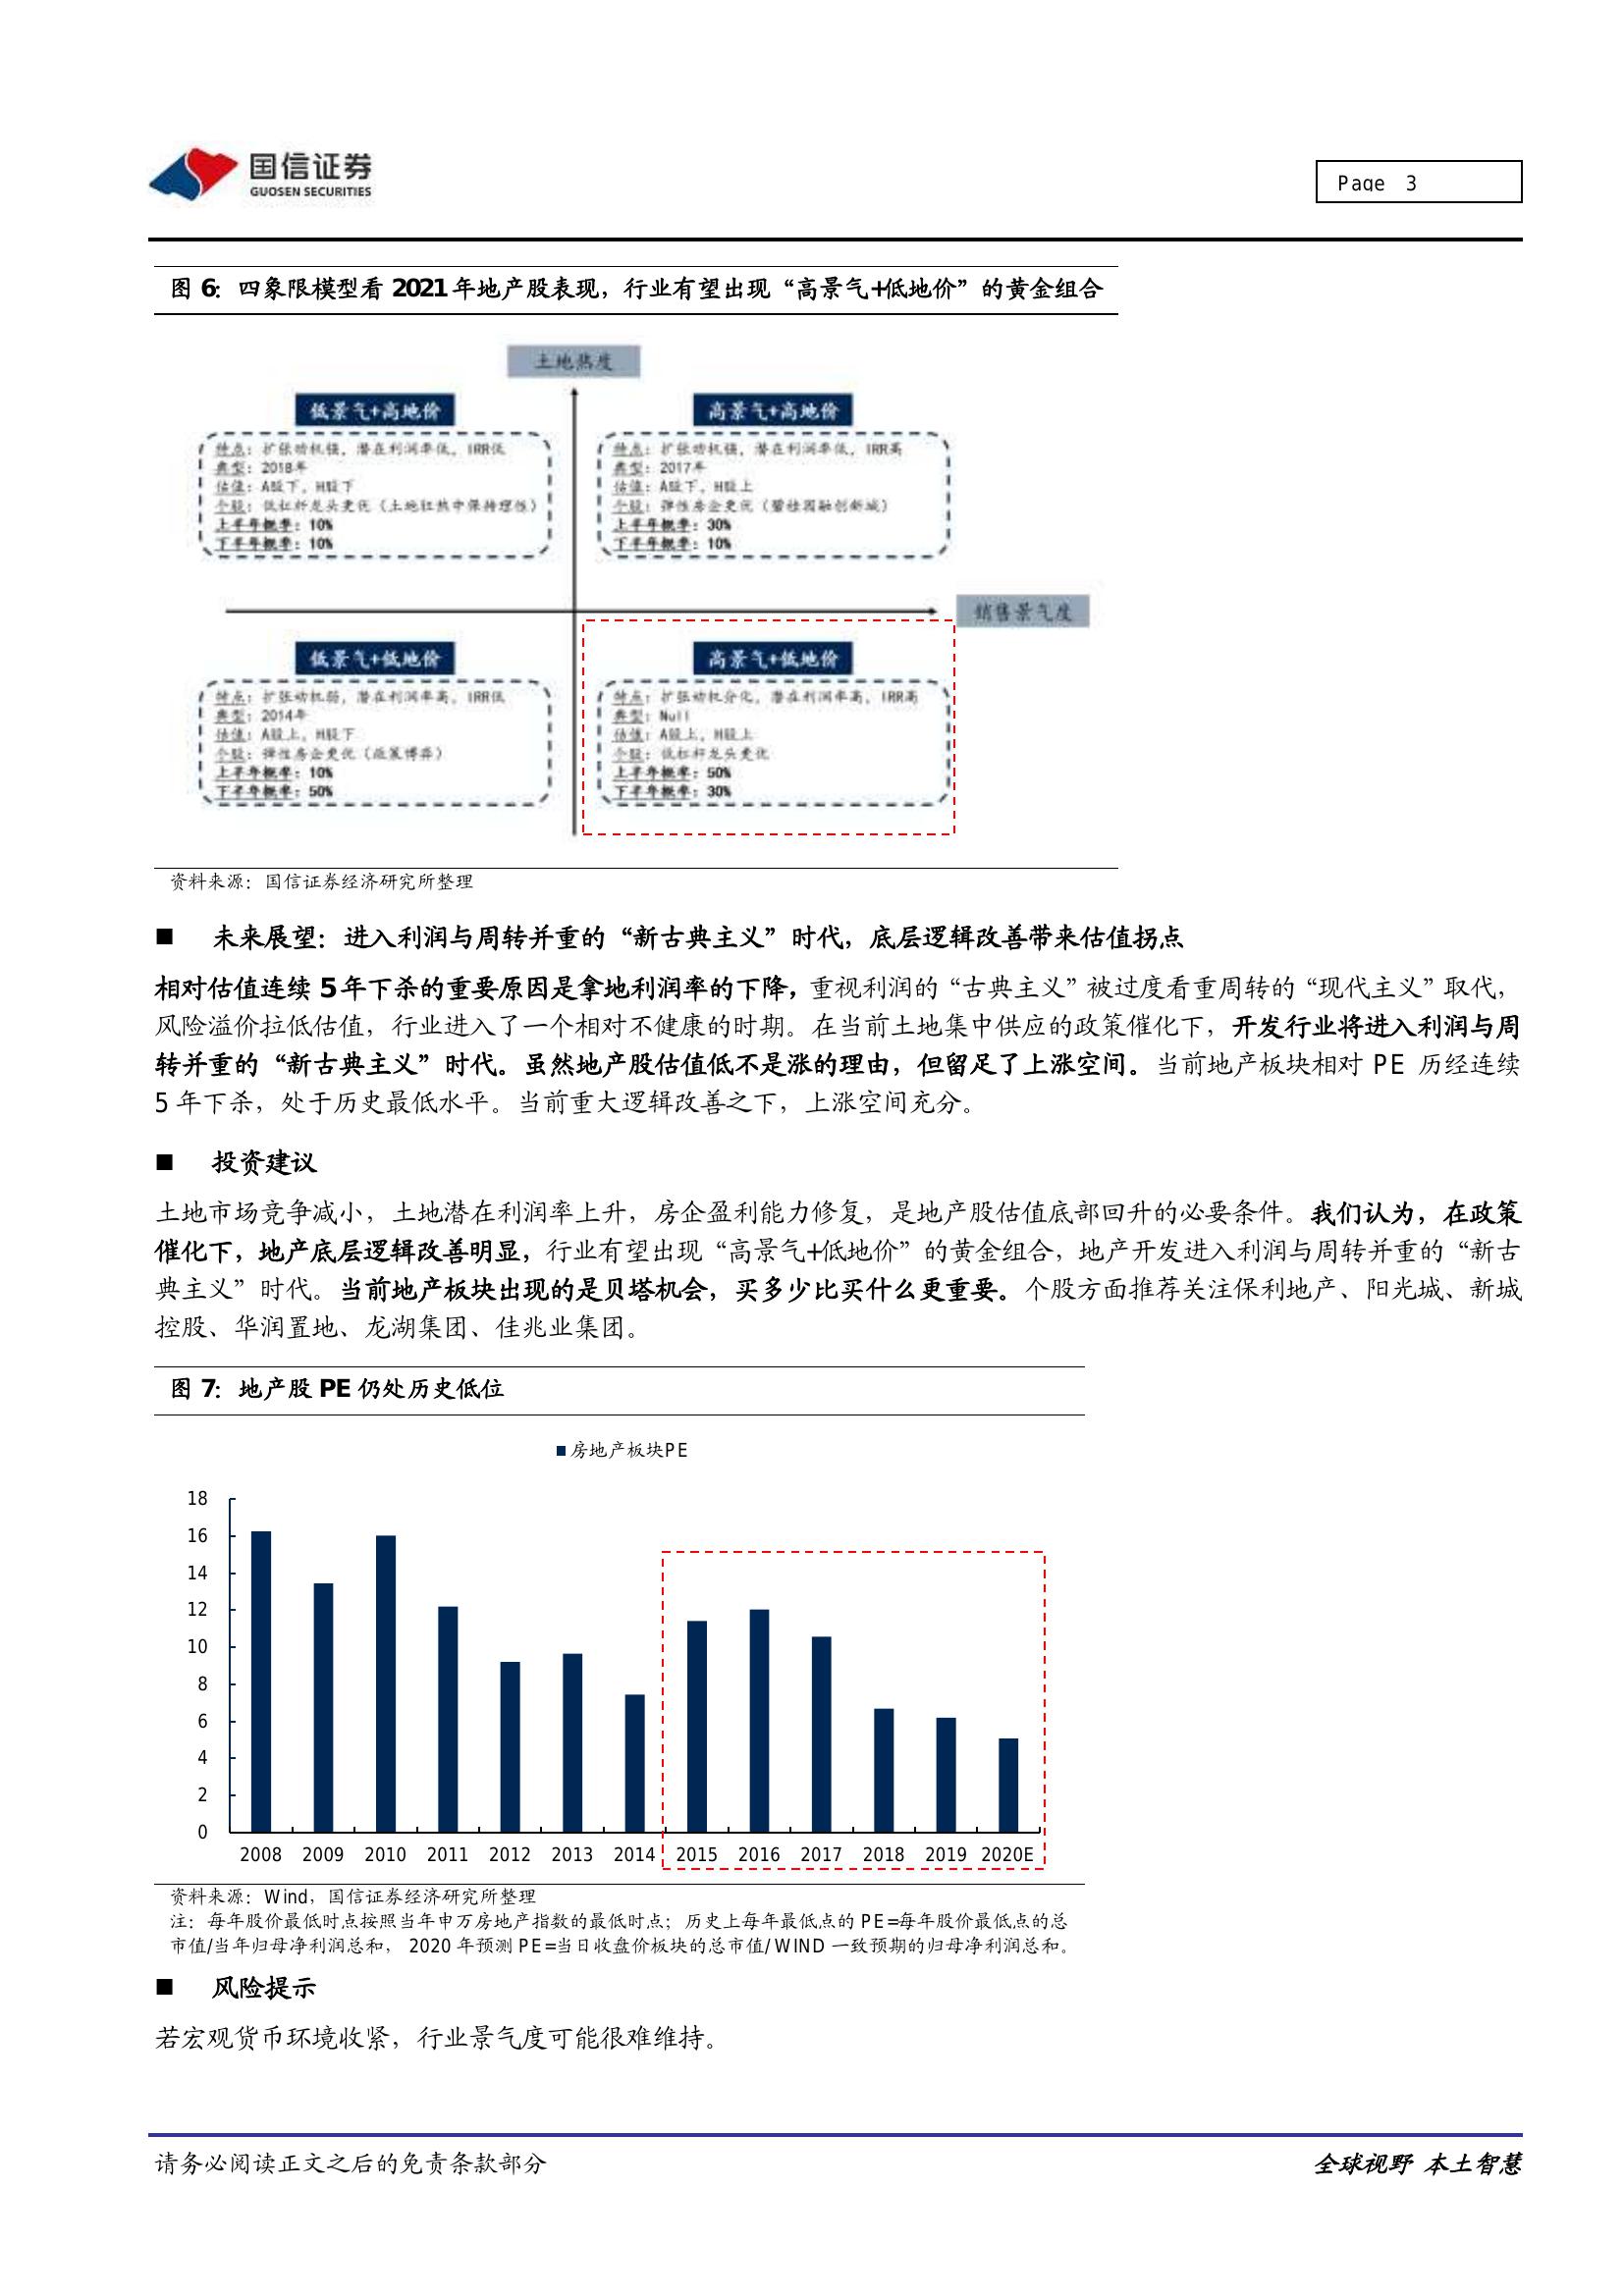 国信证券
GUOSEN SECURITIES
Page 3
图 6：四象限模型看 2021 年地产股表现，行业有望出现“高景气+低地价”的黄金组合
土地热度
低景气+高地价
特点：扩张动机强，潜在利润率低，IRR低
典型：2018年
估值：A股下，H股下
个股：低杠杆龙头更优（土地狂热中保持理性）
上半年概率：10%
下半年概率：10%
高景气+高地价
特点：扩张动机强，潜在利润率低，IRR高
典型：2017年
估值：A股下，H股上
个股：弹性房企更优（碧桂园融创新城）
上半年概率：30%
下半年概率：10%
销售景气度
低景气+低地价
特点：扩张动机弱，潜在利润率高，IRR低
典型：2014年
估值：A股上，H股下
个股：弹性房企更优（政策博弈）
上半年概率：10%
下半年概率：50%
高景气+低地价
特点：扩张动机分化，潜在利润率高，IRR高
典型：Null
估值：A股上，H股上
个股：低杠杆龙头更优
上半年概率：50%
下半年概率：30%
资料来源：国信证券经济研究所整理
■ 未来展望：进入利润与周转并重的“新古典主义”时代，底层逻辑改善带来估值拐点
相对估值连续 5 年下杀的重要原因是拿地利润率的下降，重视利润的“古典主义”被过度看重周转的“现代主义”取代，
风险溢价拉低估值，行业进入了一个相对不健康的时期。在当前土地集中供应的政策催化下，开发行业将进入利润与周
转并重的“新古典主义”时代。虽然地产股估值低不是涨的理由，但留足了上涨空间。当前地产板块相对 PE 历经连续
5 年下杀，处于历史最低水平。当前重大逻辑改善之下，上涨空间充分。
■ 投资建议
土地市场竞争减小，土地潜在利润率上升，房企盈利能力修复，是地产股估值底部回升的必要条件。我们认为，在政策
催化下，地产底层逻辑改善明显，行业有望出现“高景气+低地价”的黄金组合，地产开发进入利润与周转并重的“新古
典主义”时代。当前地产板块出现的是贝塔机会，买多少比买什么更重要。个股方面推荐关注保利地产、阳光城、新城
控股、华润置地、龙湖集团、佳兆业集团。
图 7：地产股 PE 仍处历史低位
■房地产板块PE
18
16
14
12
10
8
6
4
2
0
2008 2009 2010 2011 2012 2013 2014 2015 2016 2017 2018 2019 2020E
资料来源：Wind，国信证券经济研究所整理
注：每年股价最低时点按照当年申万房地产指数的最低时点；历史上每年最低点的 PE=每年股价最低点的总
市值/当年归母净利润总和， 2020 年预测 PE=当日收盘价板块的总市值/WIND 一致预期的归母净利润总和。
■ 风险提示
若宏观货币环境收紧，行业景气度可能很难维持。
请务必阅读正文之后的免责条款部分
全球视野 本土智慧